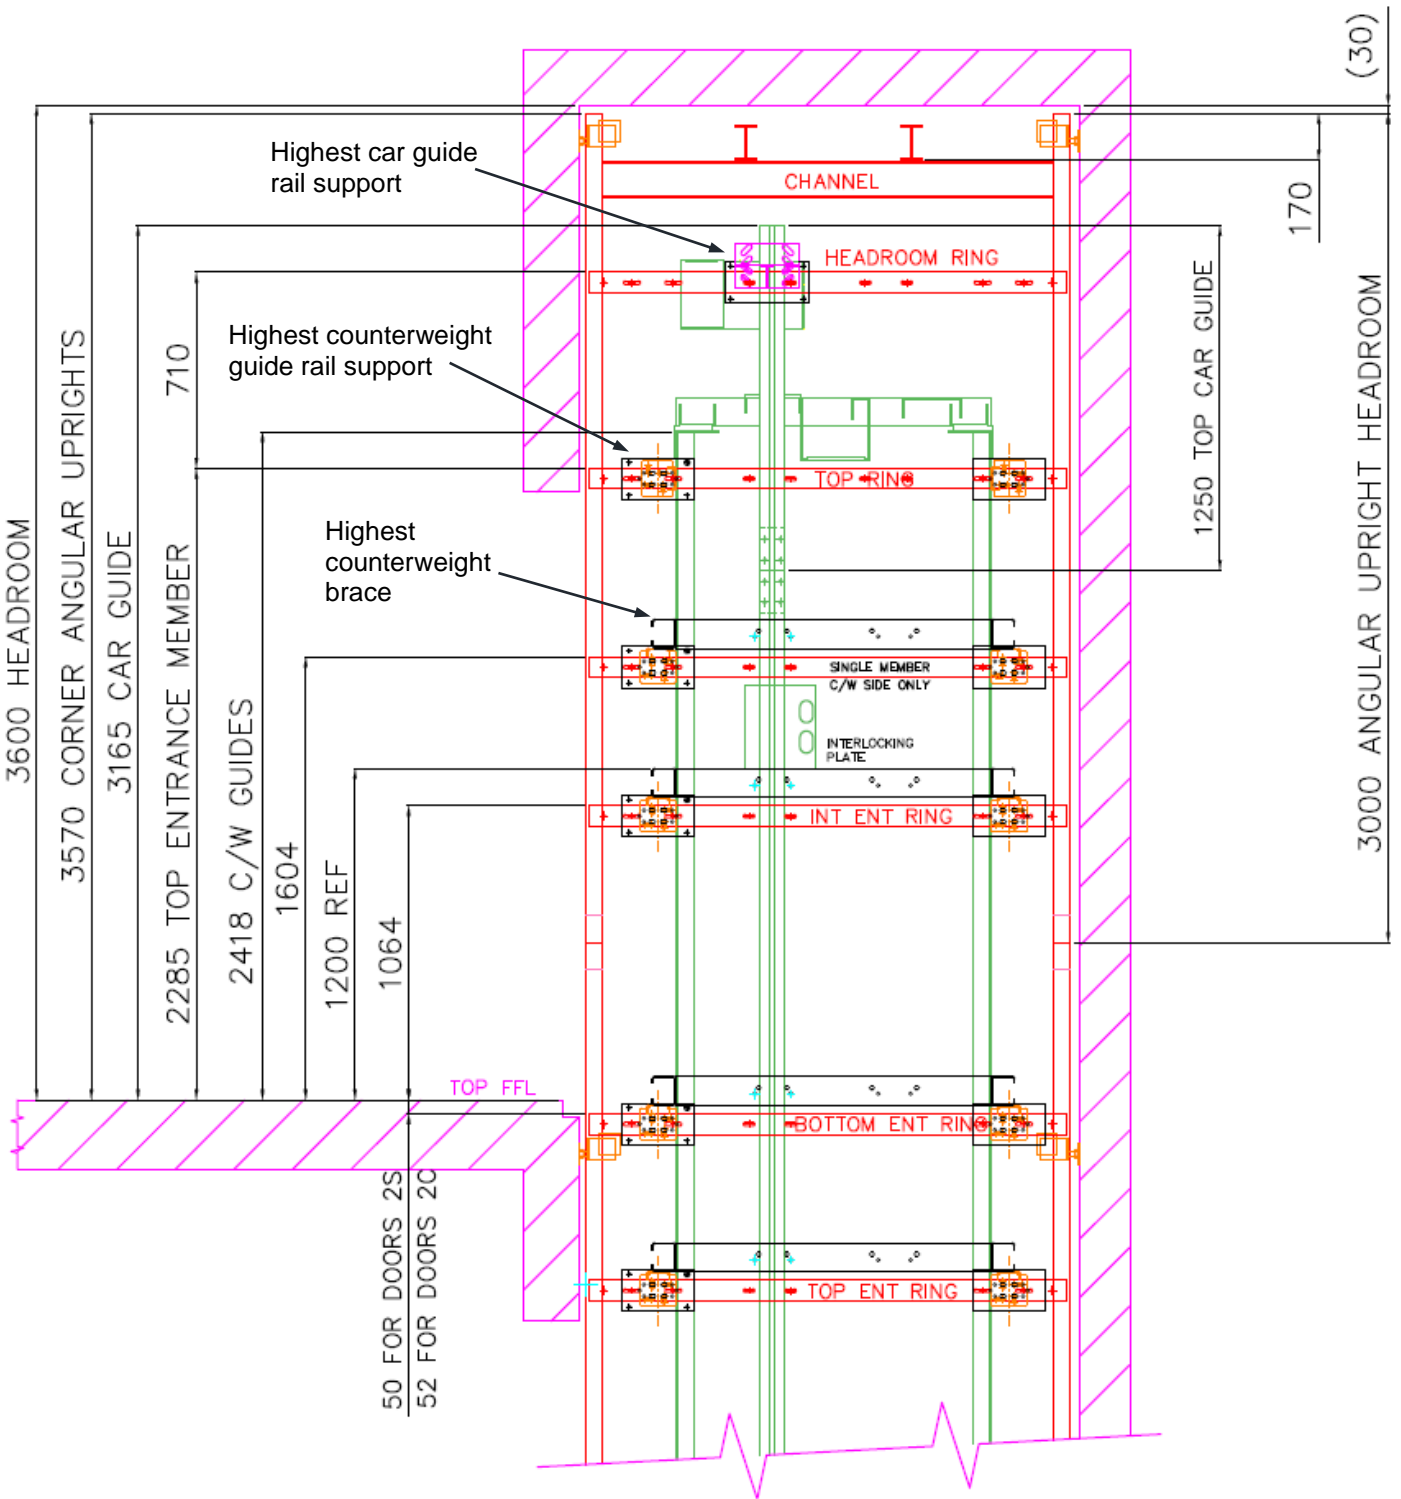 (30)
Highest car guide
rail support
CHANNEL
170
HEADROOM RING
Highest counterweight
guide rail support
710
1250 TOP CAR GUIDE
3000 ANGULAR UPRIGHT HEADROOM
TOP RING
Highest
counterweight
brace
3600 HEADROOM
3570 CORNER ANGULAR UPRIGHTS
3165 CAR GUIDE
2285 TOP ENTRANCE MEMBER
2418 C/W GUIDES
1604
1200 REF
1064
SINGLE MEMBER
C/W SIDE ONLY
INTERLOCKING
PLATE
INT ENT RING
TOP FFL
BOTTOM ENT RING
50 FOR DOORS 2S
52 FOR DOORS 2C
TOP ENT RING